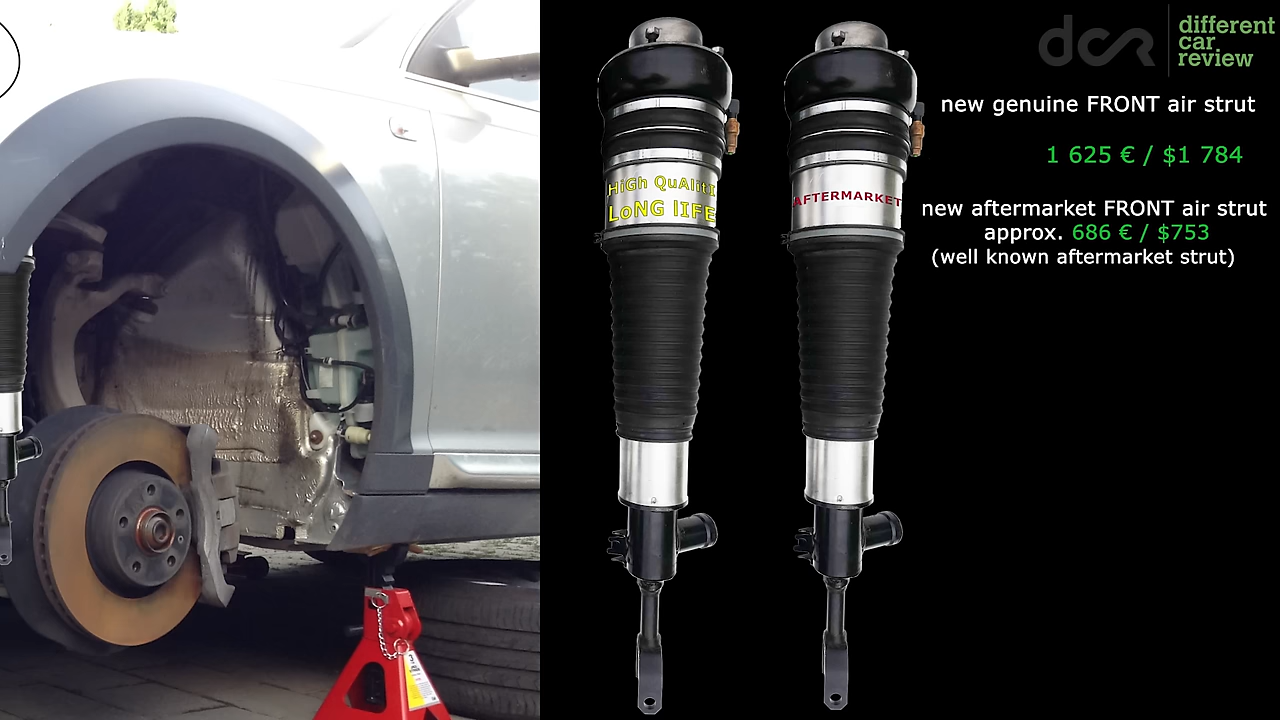 dcr
different
car
review
new genuine FRONT air strut
1 625 € / $1 784
new aftermarket FRONT air strut
approx. 686 € / $753
(well known aftermarket strut)
HiGh QuAlitI
LoNG lIFE
AFTERMARKET